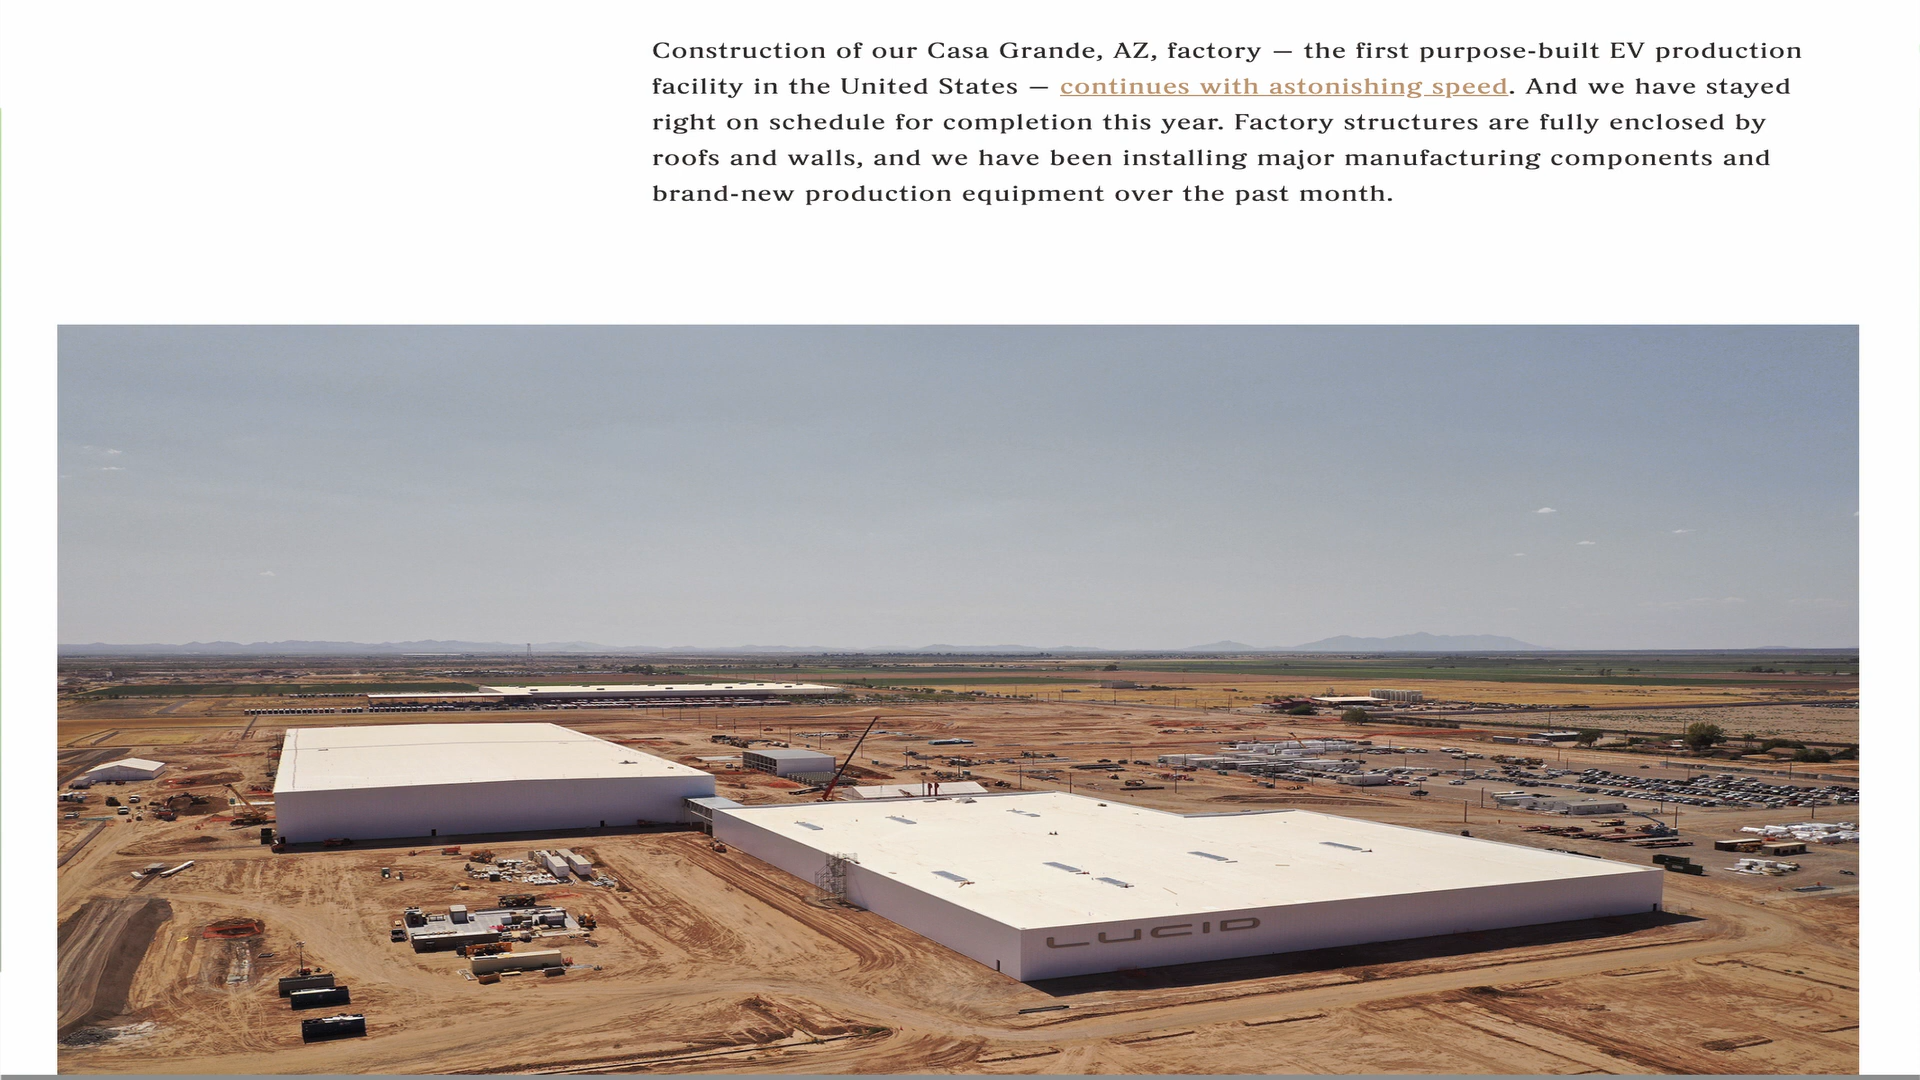 Construction of our Casa Grande, AZ, factory — the first purpose-built EV production
facility in the United States — continues with astonishing speed. And we have stayed
right on schedule for completion this year. Factory structures are fully enclosed by
roofs and walls, and we have been installing major manufacturing components and
brand-new production equipment over the past month.
LUCID